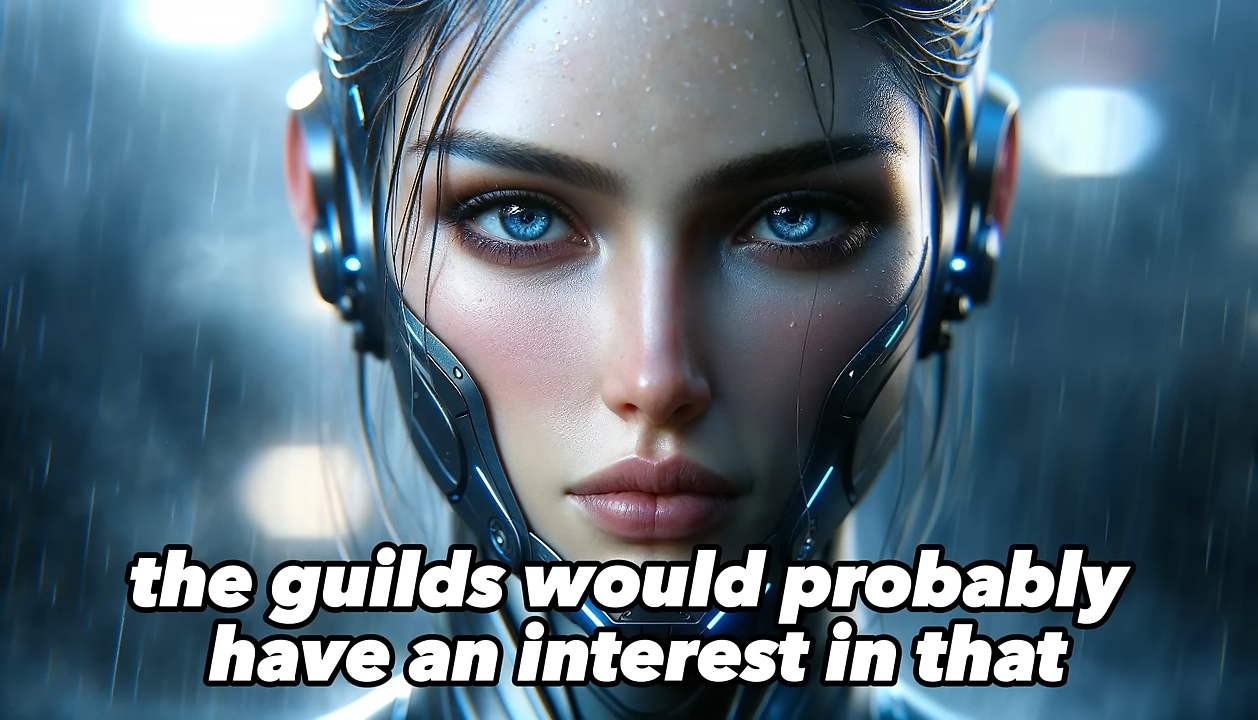 the guilds would probably
have an interest in that